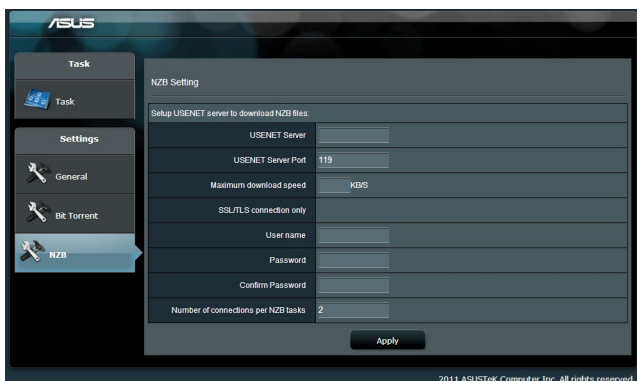 ASUS
Task
Task
Settings
General
Bit Torrent
NZB
NZB Setting
Setup USENET server to download NZB files:
USENET Server
USENET Server Port 119
Maximum download speed KB/S
SSL/TLS connection only
User name
Password
Confirm Password
Number of connections per NZB tasks 2
Apply
2011 ASUSTeK Computer Inc. All rights reserved